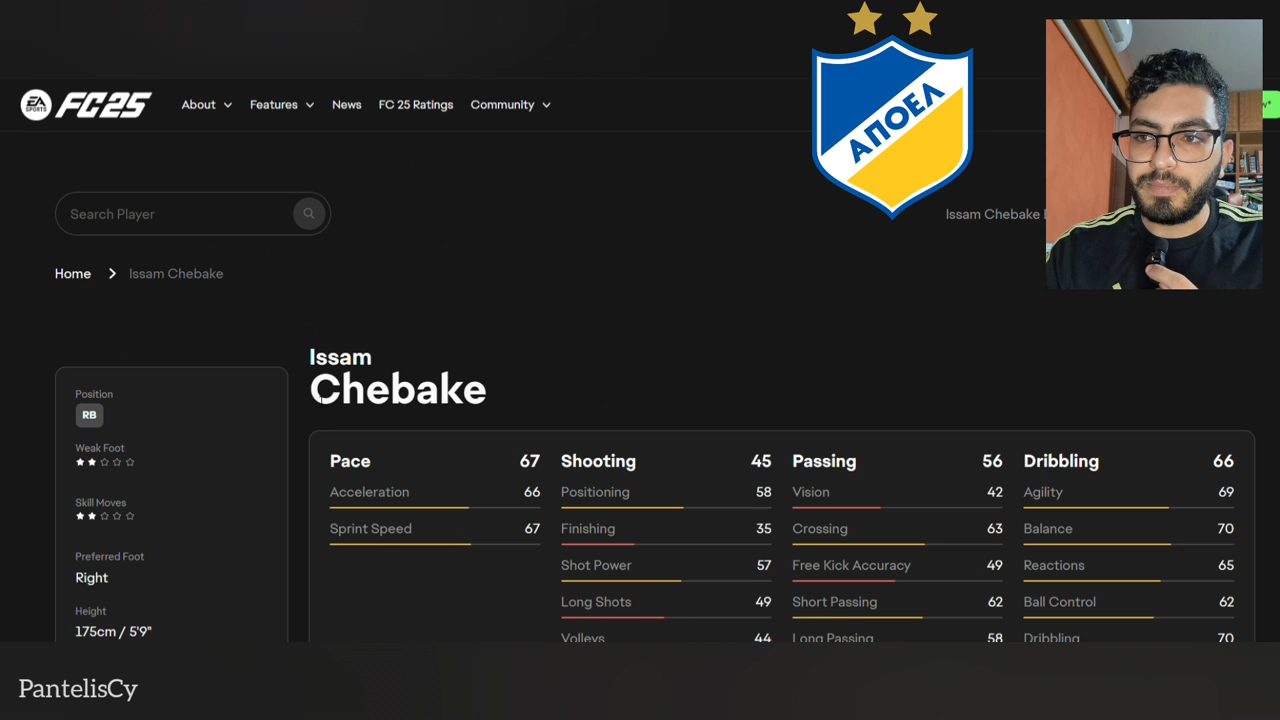 EA SPORTS FC25
About
Features
News
FC 25 Ratings
Community
ΑΠΟΕΛ
Search Player
Issam Chebake
Home
Issam Chebake
Issam
Chebake
Position
RB
Weak Foot
Skill Moves
Preferred Foot
Right
Height
175cm / 5'9"
Pace 67
Acceleration 66
Sprint Speed 67
Shooting 45
Positioning 58
Finishing 35
Shot Power 57
Long Shots 49
Volleys 44
Passing 56
Vision 42
Crossing 63
Free Kick Accuracy 49
Short Passing 62
Long Passing 58
Dribbling 66
Agility 69
Balance 70
Reactions 65
Ball Control 62
Dribbling 70
PantelisCy